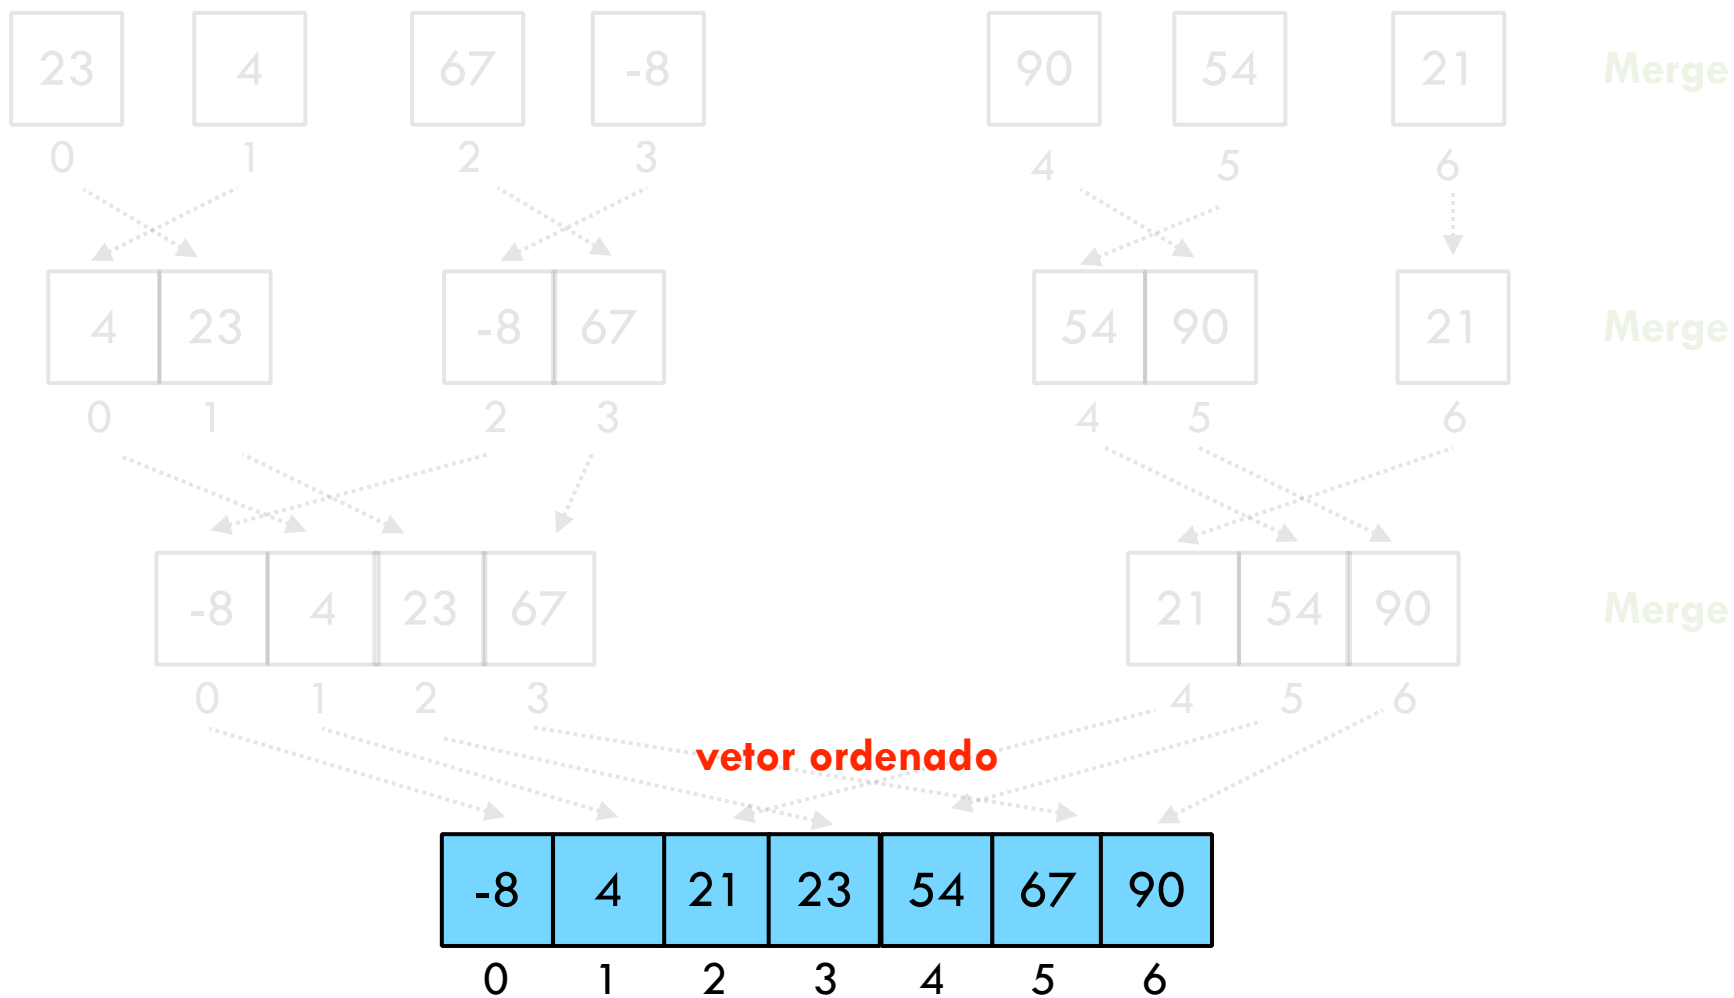 23 4 67 -8 90 54 21 Merge
0 1 2 3 4 5 6
4 23 -8 67 54 90 21 Merge
0 1 2 3 4 5 6
-8 4 23 67 21 54 90 Merge
0 1 2 3 4 5 6
vetor ordenado
-8 4 21 23 54 67 90
0 1 2 3 4 5 6